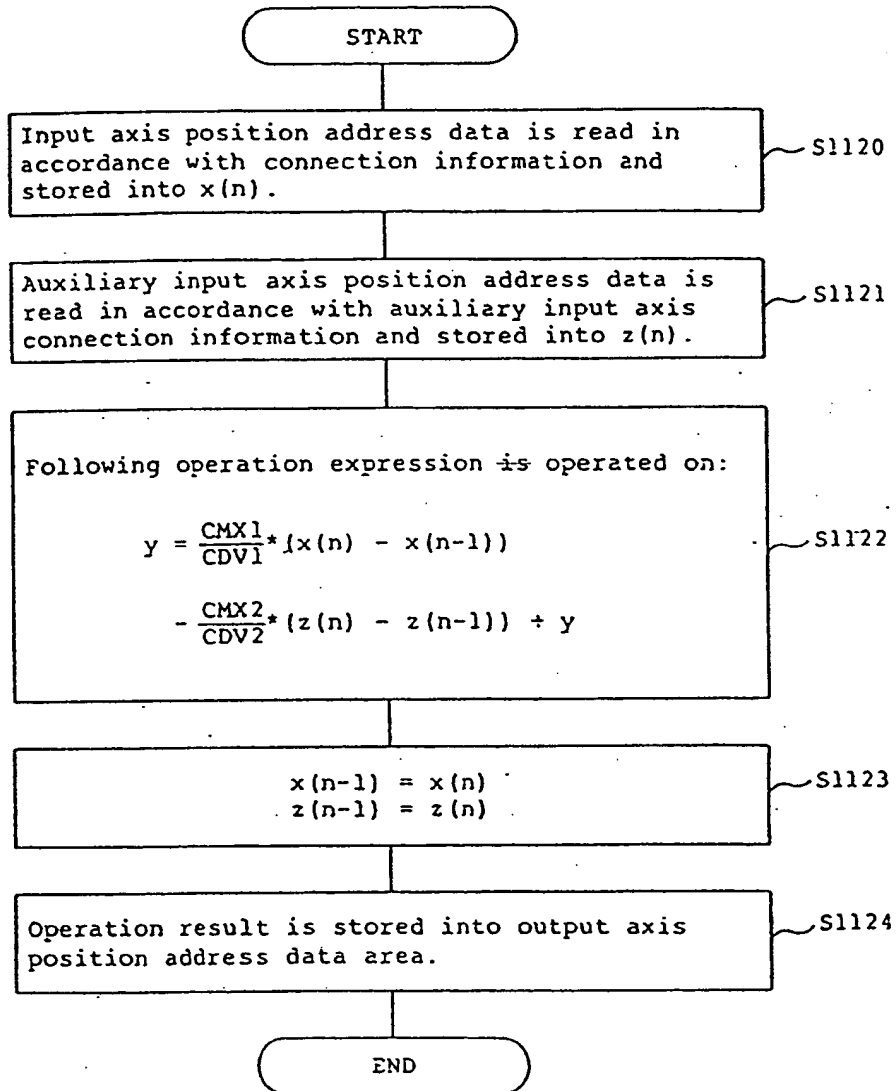 START
Input axis position address data is read in
accordance with connection information and
stored into x(n).
S1120
Auxiliary input axis position address data is
read in accordance with auxiliary input axis
connection information and stored into z(n).
S1121
Following operation expression is operated on:
y = CMX1/CDV1*(x(n) - x(n-1))
- CMX2/CDV2*(z(n) - z(n-1)) + y
S1122
x(n-1) = x(n)
z(n-1) = z(n)
S1123
Operation result is stored into output axis
position address data area.
S1124
END